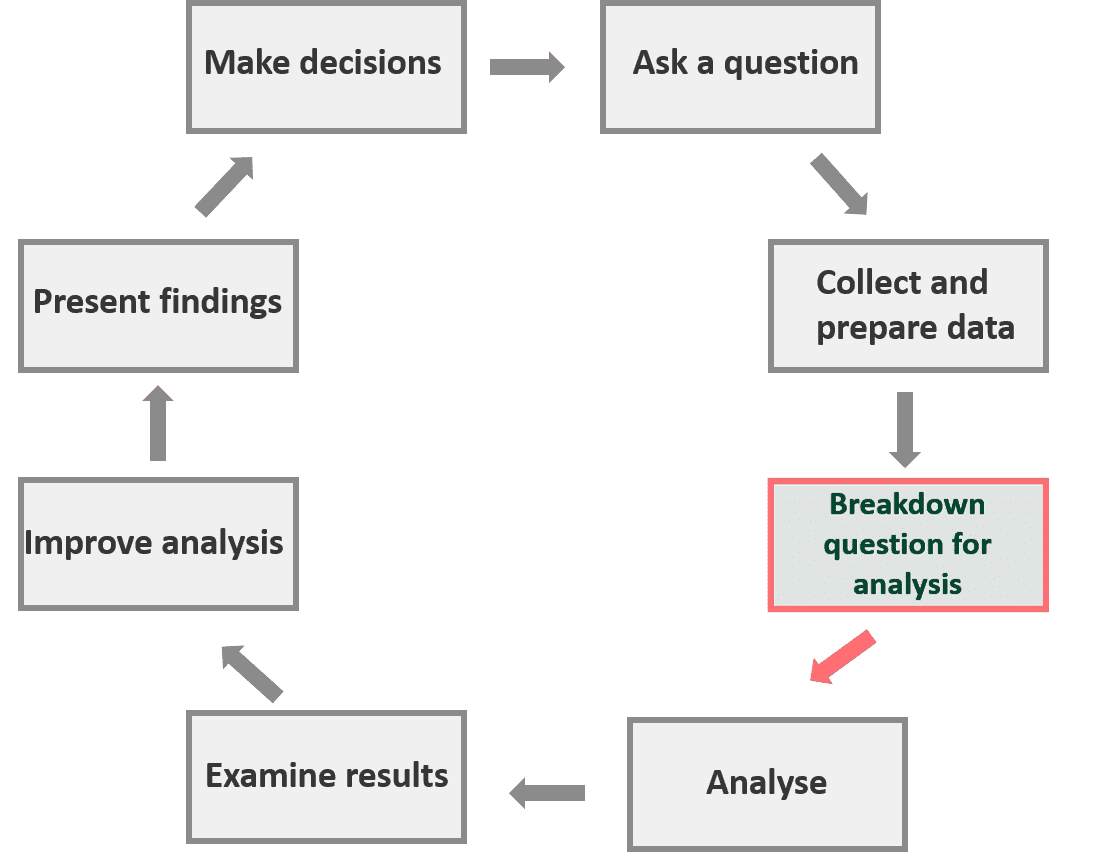 Make decisions
Ask a question
Collect and
prepare data
Breakdown
question for
analysis
Analyse
Examine results
Improve analysis
Present findings